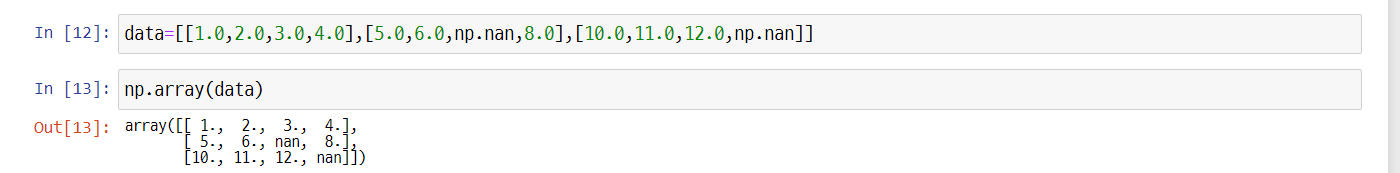 In [12]: data=[[1.0,2.0,3.0,4.0],[5.0,6.0,np.nan,8.0],[10.0,11.0,12.0,np.nan]]
In [13]: np.array(data)
Out[13]: array([[ 1.,  2.,  3.,  4.],
       [ 5.,  6., nan,  8.],
       [10., 11., 12., nan]])